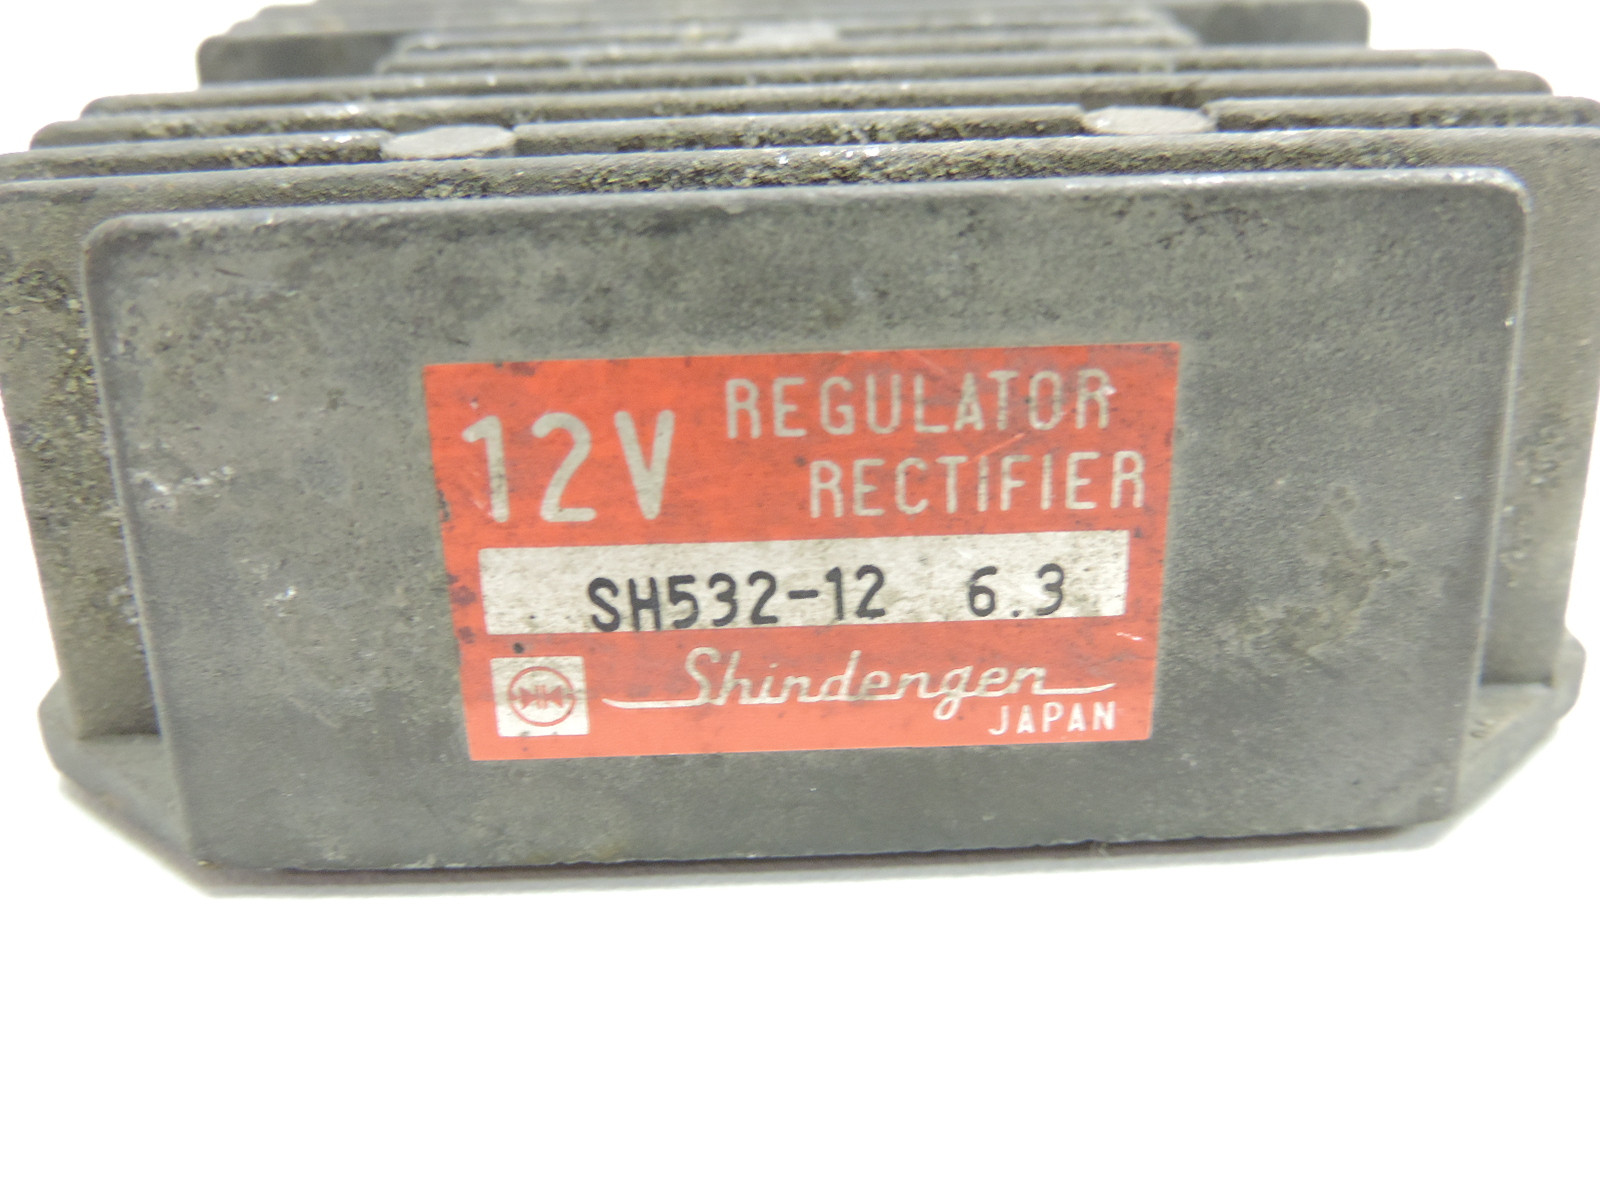 12V REGULATOR
RECTIFIER
SH532-12 6.3
Shindengen
JAPAN